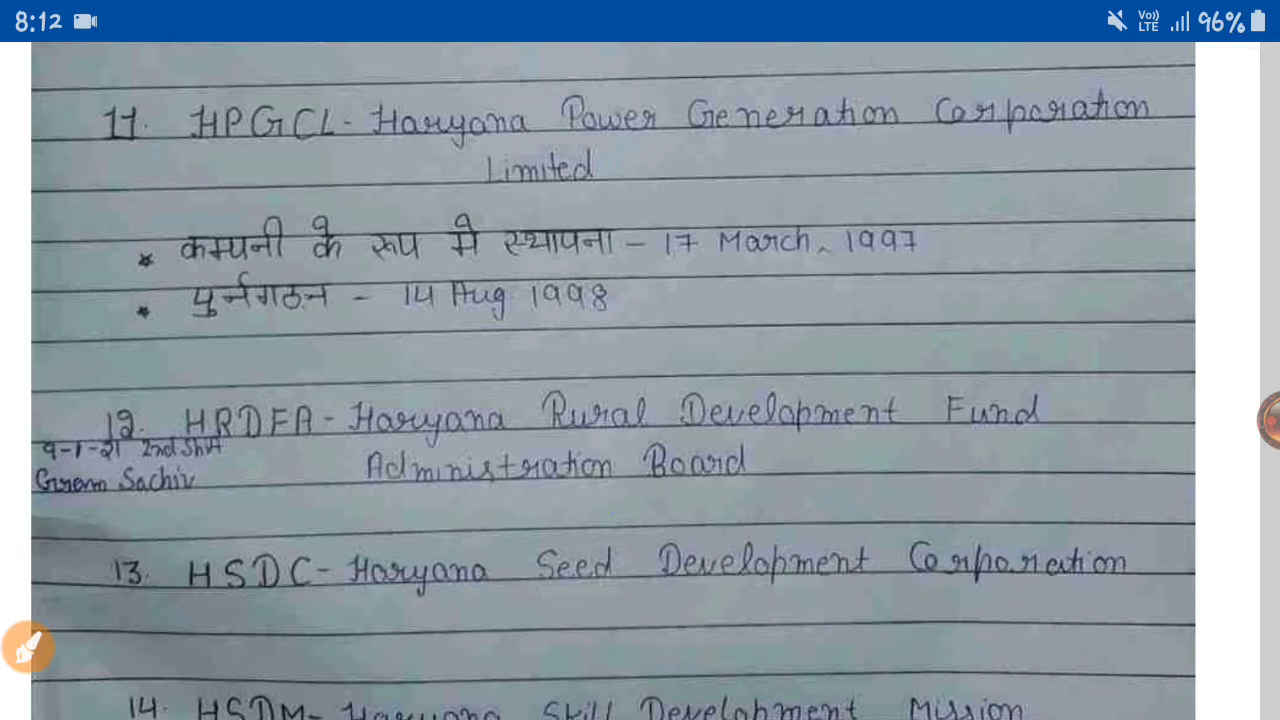 8:12
Vo)) LTE 96%
11. HPGCL - Haryana Power Generation Corporation
Limited
* कम्पनी के रूप मे स्थापना - 17 March, 1997
* पुर्नगठन - 14 Aug 1998
12. HRDFA - Haryana Rural Development Fund
9-1-21 2nd Shift
Administration Board
Gram Sachiv
13. HSDC - Haryana Seed Development Corporation
14. HSDM - Haryana Skill Development Mission